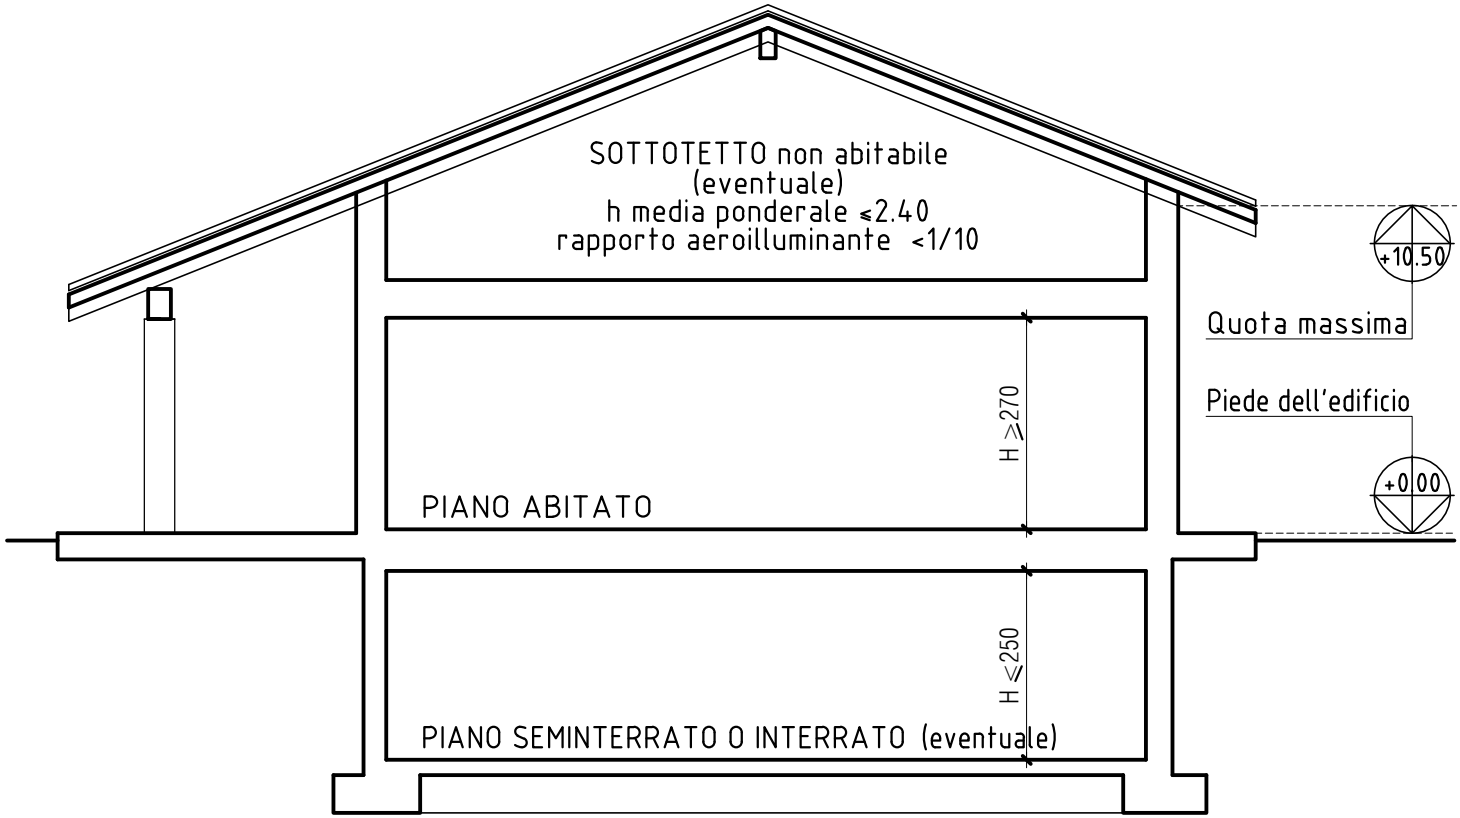 SOTTOTETTO non abitabile
(eventuale)
h media ponderale ≤2.40
rapporto aeroilluminante <1/10
+10.50
Quota massima
Piede dell'edificio
+0.00
H ≥270
PIANO ABITATO
H ≤250
PIANO SEMINTERRATO O INTERRATO (eventuale)